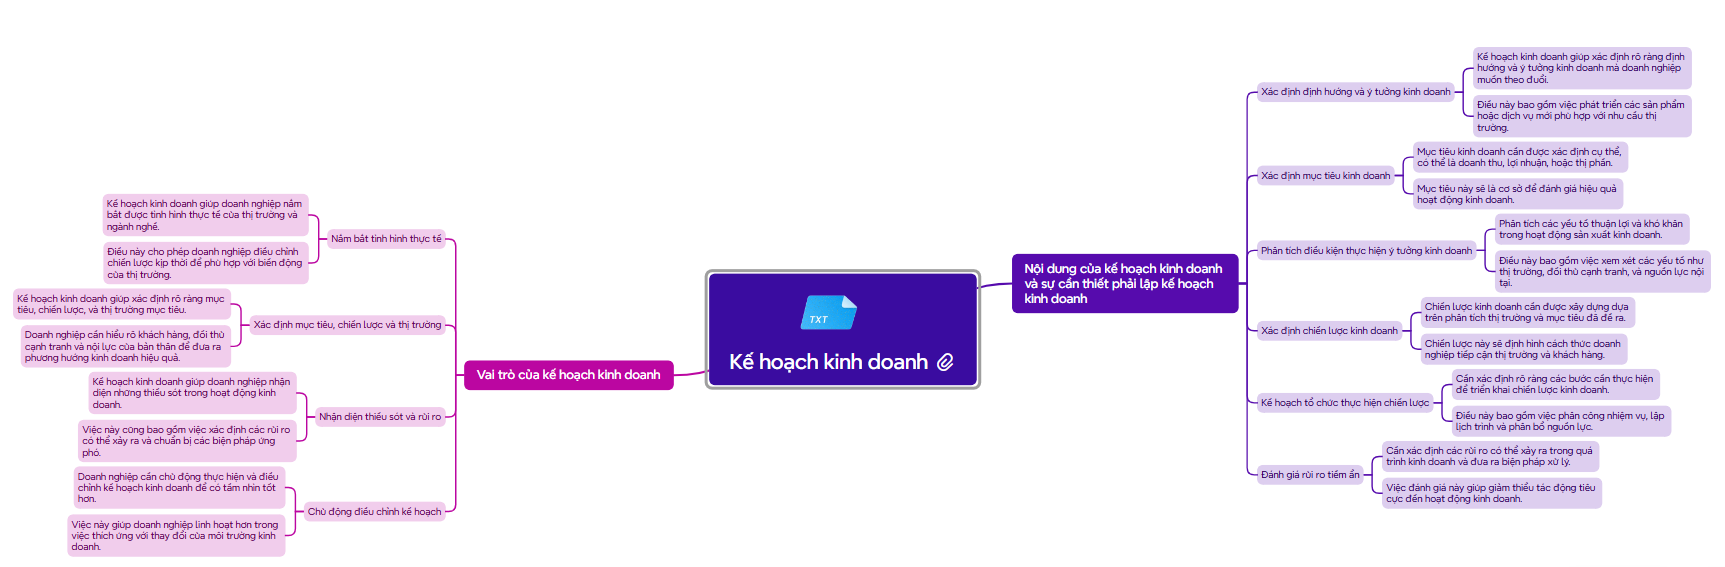 TXT
Kế hoạch kinh doanh
Vai trò của kế hoạch kinh doanh
Nắm bắt tình hình thực tế
Kế hoạch kinh doanh giúp doanh nghiệp nắm
bắt được tình hình thực tế của thị trường và
ngành nghề.
Điều này cho phép doanh nghiệp điều chỉnh
chiến lược kịp thời để phù hợp với biến động
của thị trường.
Xác định mục tiêu, chiến lược và thị trường
Kế hoạch kinh doanh giúp xác định rõ ràng mục
tiêu, chiến lược, và thị trường mục tiêu.
Doanh nghiệp cần hiểu rõ khách hàng, đối thủ
cạnh tranh và nội lực của bản thân để đưa ra
phương hướng kinh doanh hiệu quả.
Nhận diện thiếu sót và rủi ro
Kế hoạch kinh doanh giúp doanh nghiệp nhận
diện những thiếu sót trong hoạt động kinh
doanh.
Việc này cũng bao gồm việc xác định các rủi ro
có thể xảy ra và chuẩn bị các biện pháp ứng
phó.
Chủ động điều chỉnh kế hoạch
Doanh nghiệp cần chủ động thực hiện và điều
chỉnh kế hoạch kinh doanh để có tầm nhìn tốt
hơn.
Việc này giúp doanh nghiệp linh hoạt hơn trong
việc thích ứng với thay đổi của môi trường kinh
doanh.
Nội dung của kế hoạch kinh doanh
và sự cần thiết phải lập kế hoạch
kinh doanh
Xác định định hướng và ý tưởng kinh doanh
Kế hoạch kinh doanh giúp xác định rõ ràng định
hướng và ý tưởng kinh doanh mà doanh nghiệp
muốn theo đuổi.
Điều này bao gồm việc phát triển các sản phẩm
hoặc dịch vụ mới phù hợp với nhu cầu thị
trường.
Xác định mục tiêu kinh doanh
Mục tiêu kinh doanh cần được xác định cụ thể,
có thể là doanh thu, lợi nhuận, hoặc thị phần.
Mục tiêu này sẽ là cơ sở để đánh giá hiệu quả
hoạt động kinh doanh.
Phân tích điều kiện thực hiện ý tưởng kinh doanh
Phân tích các yếu tố thuận lợi và khó khăn
trong hoạt động sản xuất kinh doanh.
Điều này bao gồm việc xem xét các yếu tố như
thị trường, đối thủ cạnh tranh, và nguồn lực nội
tại.
Xác định chiến lược kinh doanh
Chiến lược kinh doanh cần được xây dựng dựa
trên phân tích thị trường và mục tiêu đã đề ra.
Chiến lược này sẽ định hình cách thức doanh
nghiệp tiếp cận thị trường và khách hàng.
Kế hoạch tổ chức thực hiện chiến lược
Cần xác định rõ ràng các bước cần thực hiện
để triển khai chiến lược kinh doanh.
Điều này bao gồm việc phân công nhiệm vụ, lập
lịch trình và phân bổ nguồn lực.
Đánh giá rủi ro tiềm ẩn
Cần xác định các rủi ro có thể xảy ra trong quá
trình kinh doanh và đưa ra biện pháp xử lý.
Việc đánh giá này giúp giảm thiểu tác động tiêu
cực đến hoạt động kinh doanh.